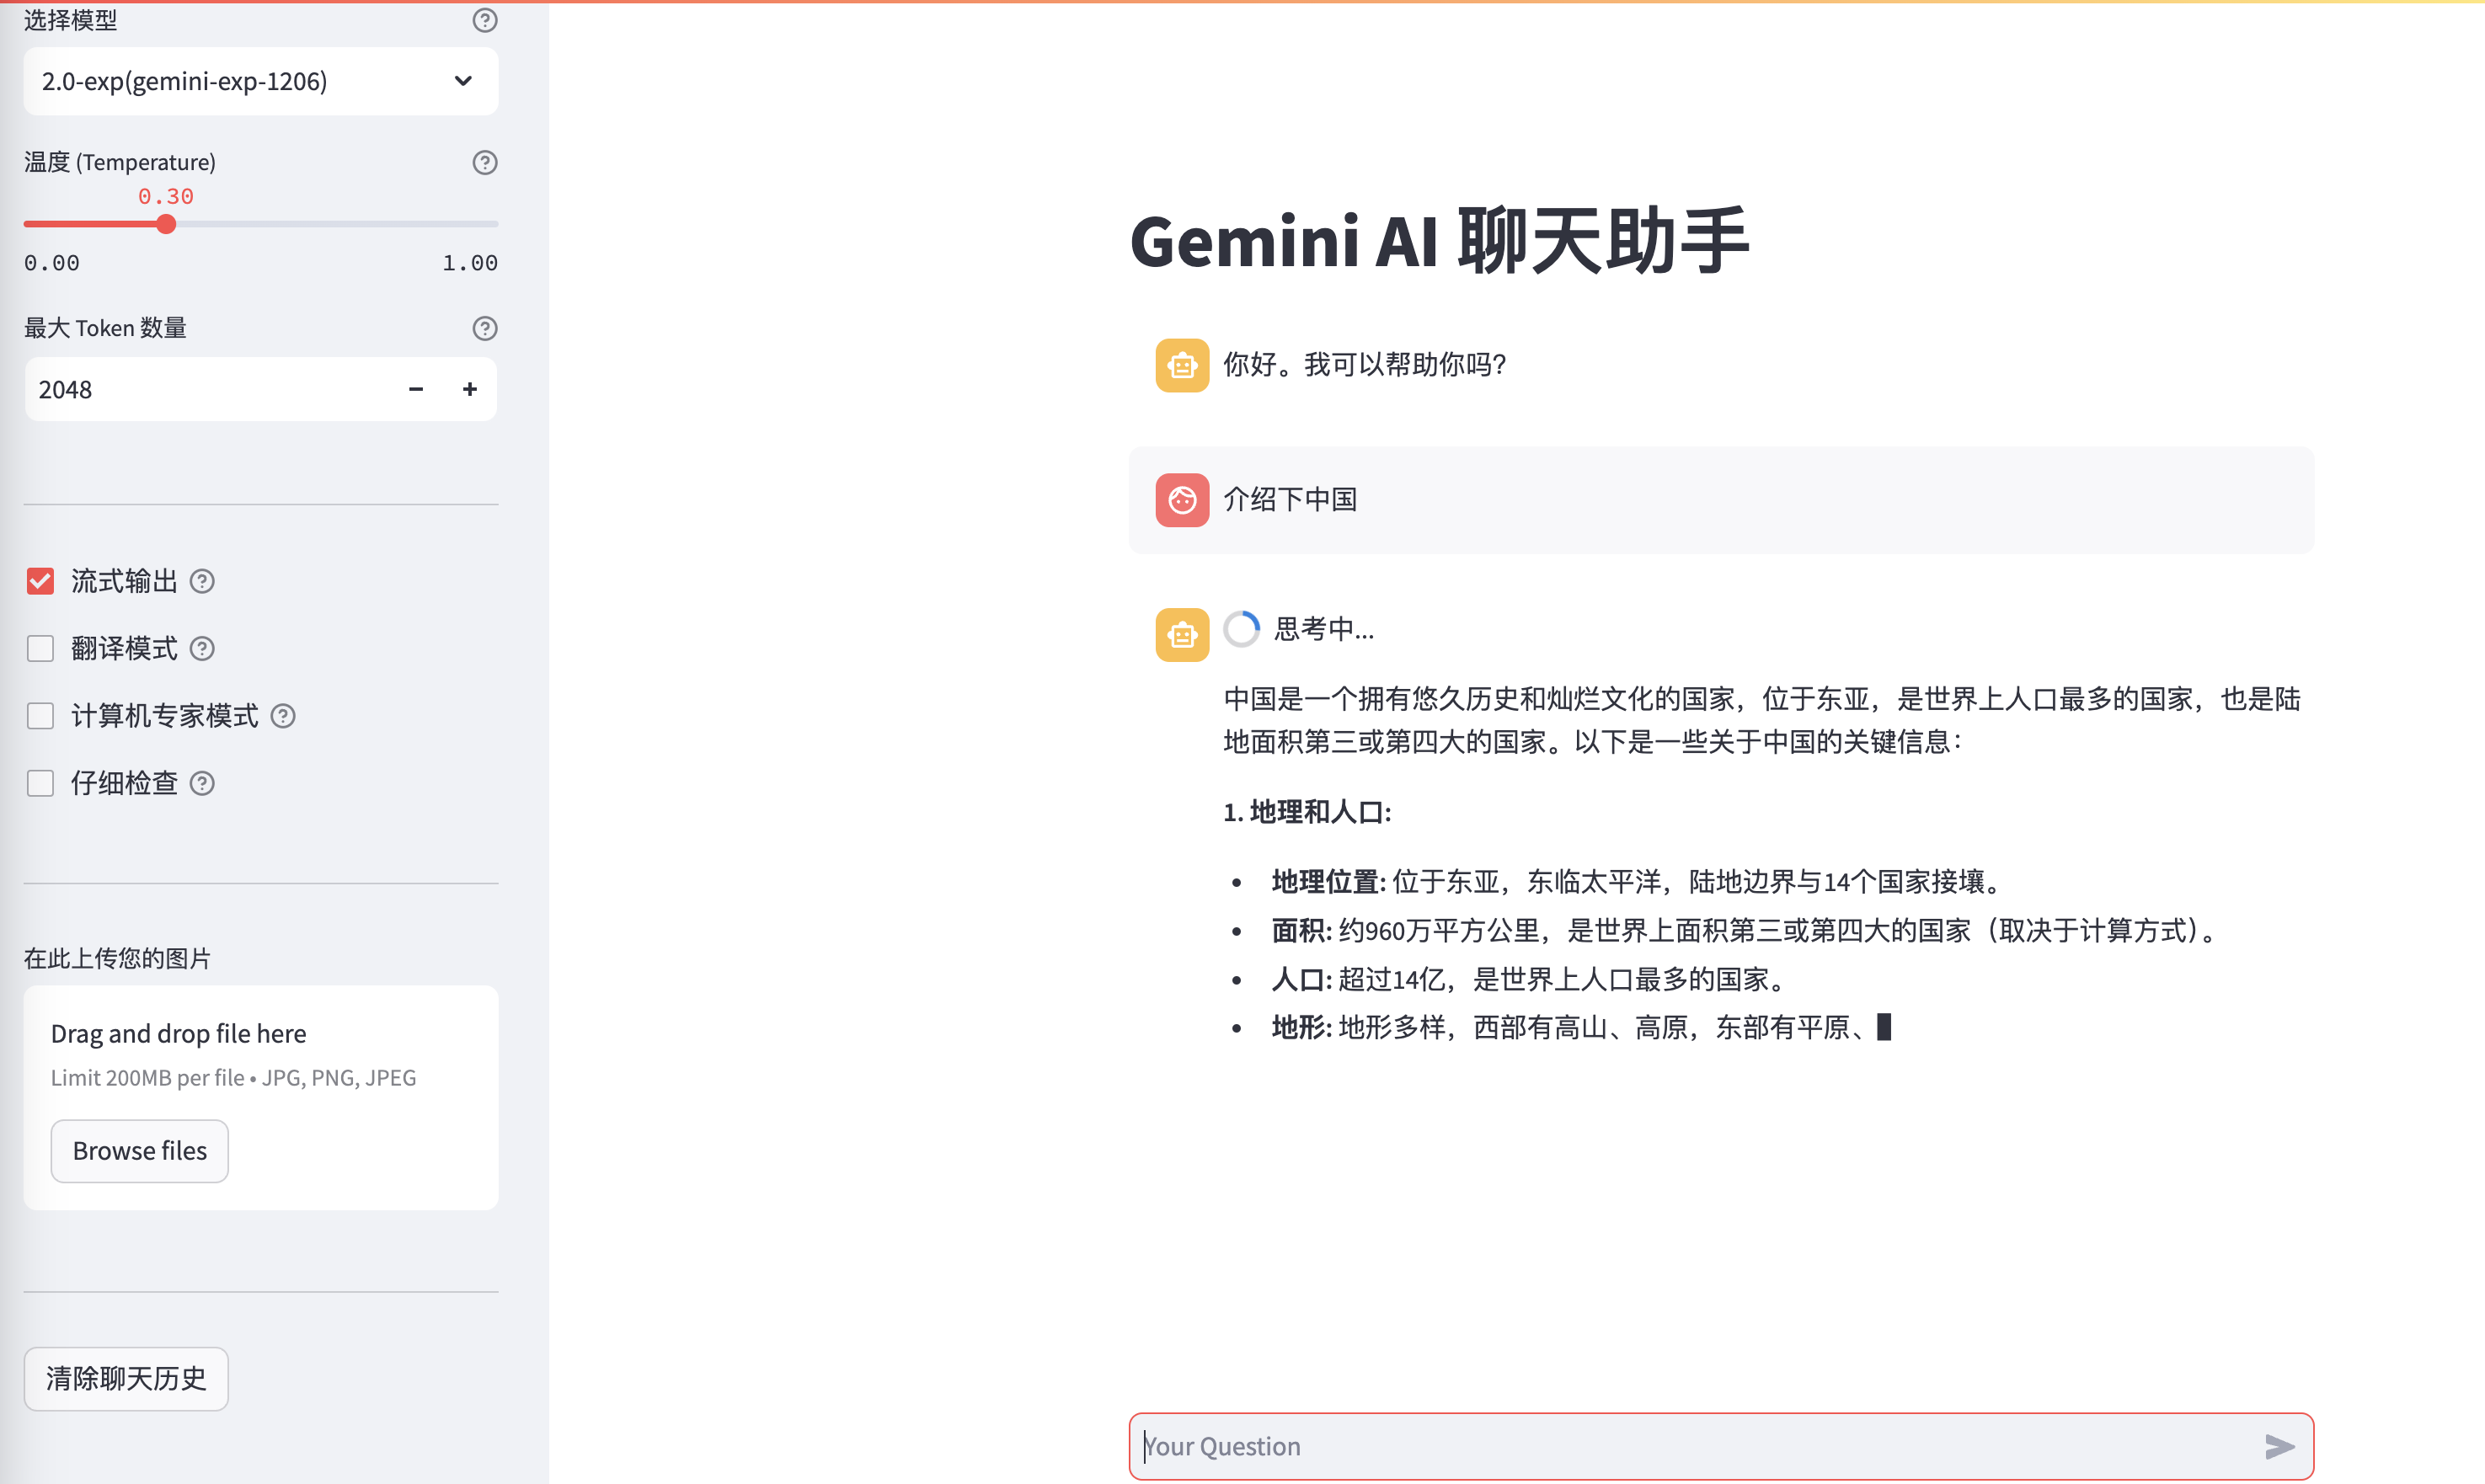 选择模型
2.0-exp(gemini-exp-1206)
温度 (Temperature)
0.30
0.00
1.00
最大 Token 数量
2048
流式输出
翻译模式
计算机专家模式
仔细检查
在此上传您的图片
Drag and drop file here
Limit 200MB per file • JPG, PNG, JPEG
Browse files
清除聊天历史
Gemini AI 聊天助手
你好。我可以帮助你吗?
介绍下中国
思考中...
中国是一个拥有悠久历史和灿烂文化的国家，位于东亚，是世界上人口最多的国家，也是陆
地面积第三或第四大的国家。以下是一些关于中国的关键信息：
1. 地理和人口:
• 地理位置: 位于东亚，东临太平洋，陆地边界与14个国家接壤。
• 面积: 约960万平方公里，是世界上面积第三或第四大的国家（取决于计算方式）。
• 人口: 超过14亿，是世界上人口最多的国家。
• 地形: 地形多样，西部有高山、高原，东部有平原、
Your Question